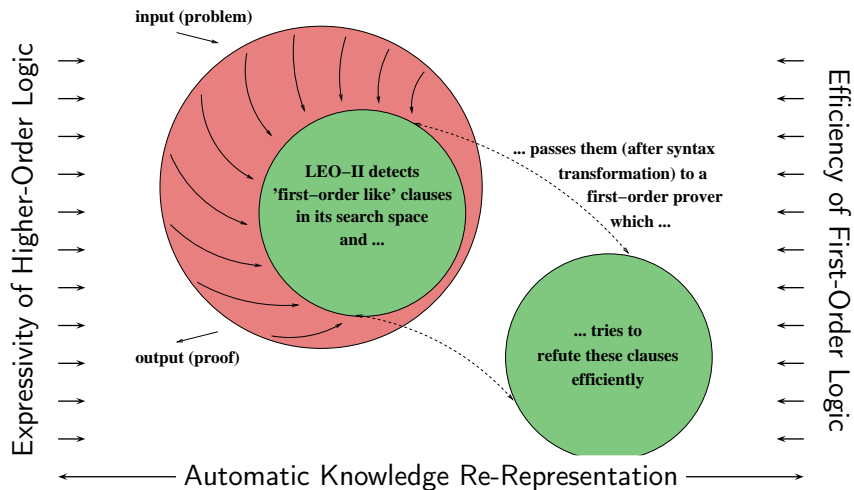 input (problem)
Expressivity of Higher-Order Logic
LEO−II detects
’first−order like’ clauses
in its search space
and ...
... passes them (after syntax
transformation) to a
first−order prover
which ...
Efficiency of First-Order Logic
output (proof)
... tries to
refute these clauses
efficiently
Automatic Knowledge Re-Representation